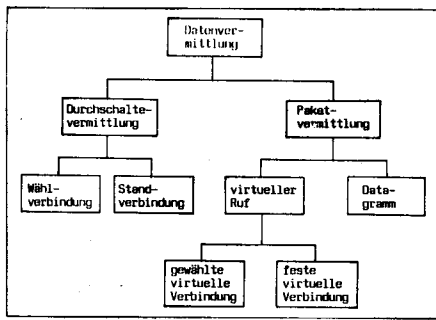 Datenver-
mittlung
Durchschalte-
vermittlung
Paket-
vermittlung
Wähl-
verbindung
Stand-
verbindung
virtueller
Ruf
Data-
gramm
gewählte
virtuelle
Verbindung
feste
virtuelle
Verbindung